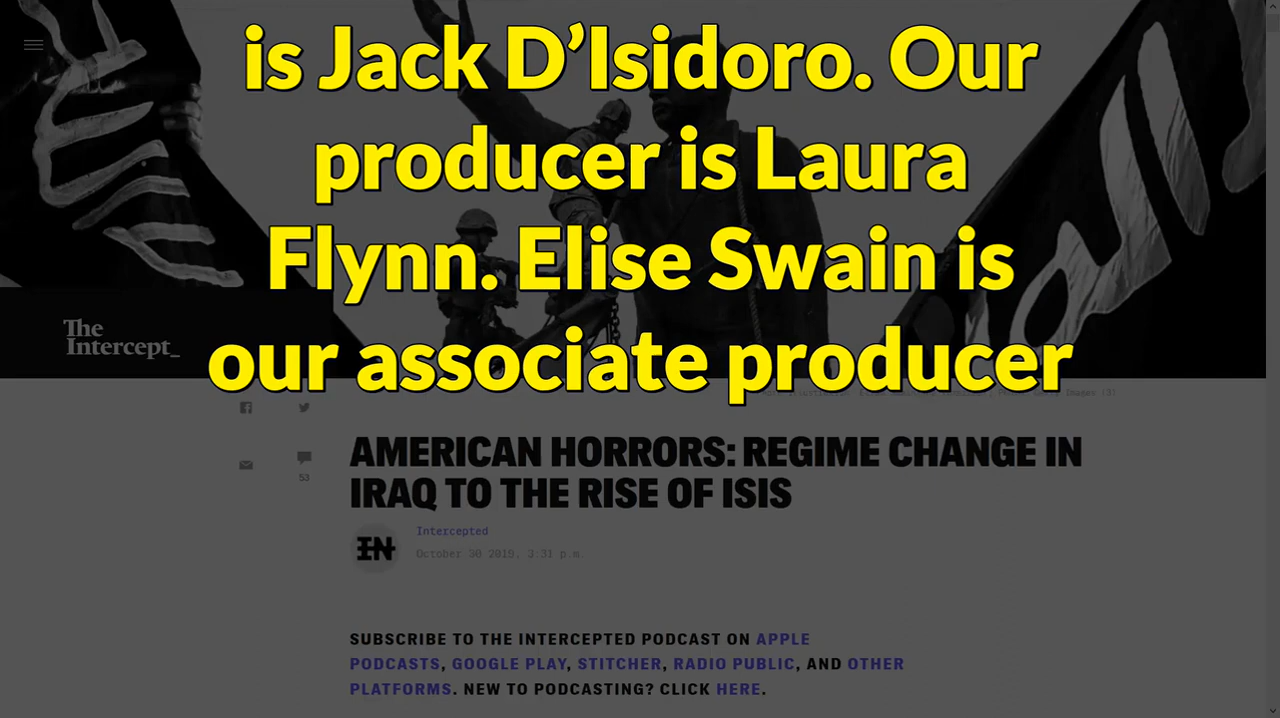 is Jack D’Isidoro. Our
producer is Laura
Flynn. Elise Swain is
our associate producer
The
Intercept_
53
AMERICAN HORRORS: REGIME CHANGE IN
IRAQ TO THE RISE OF ISIS
IN
Intercepted
October 30 2019, 3:31 p.m.
SUBSCRIBE TO THE INTERCEPTED PODCAST ON APPLE
PODCASTS, GOOGLE PLAY, STITCHER, RADIO PUBLIC, AND OTHER
PLATFORMS. NEW TO PODCASTING? CLICK HERE.